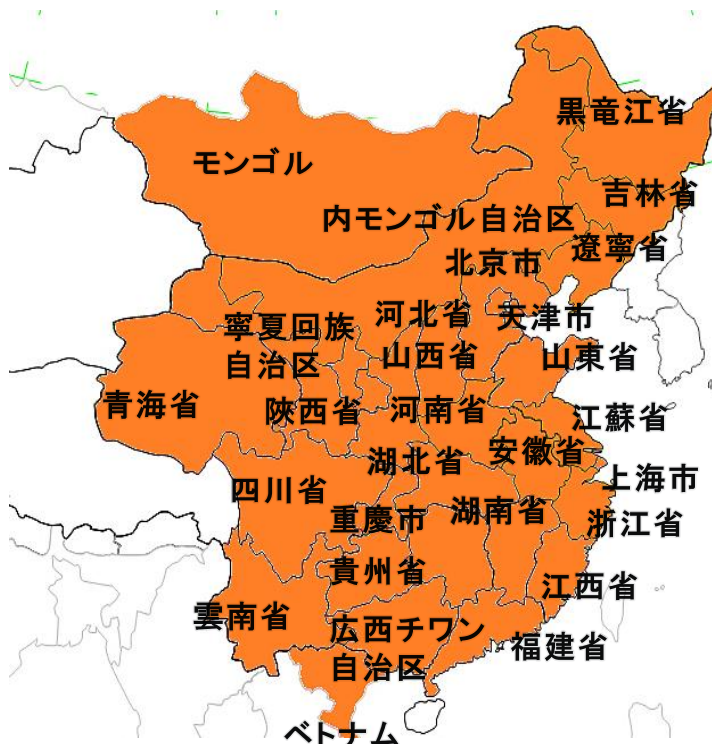 黒竜江省
モンゴル
吉林省
内モンゴル自治区
遼寧省
北京市
河北省
天津市
寧夏回族
自治区
山西省
山東省
青海省
陝西省
河南省
江蘇省
安徽省
湖北省
四川省
上海市
湖南省
重慶市
浙江省
貴州省
江西省
雲南省
広西チワン
自治区
福建省
ベトナム